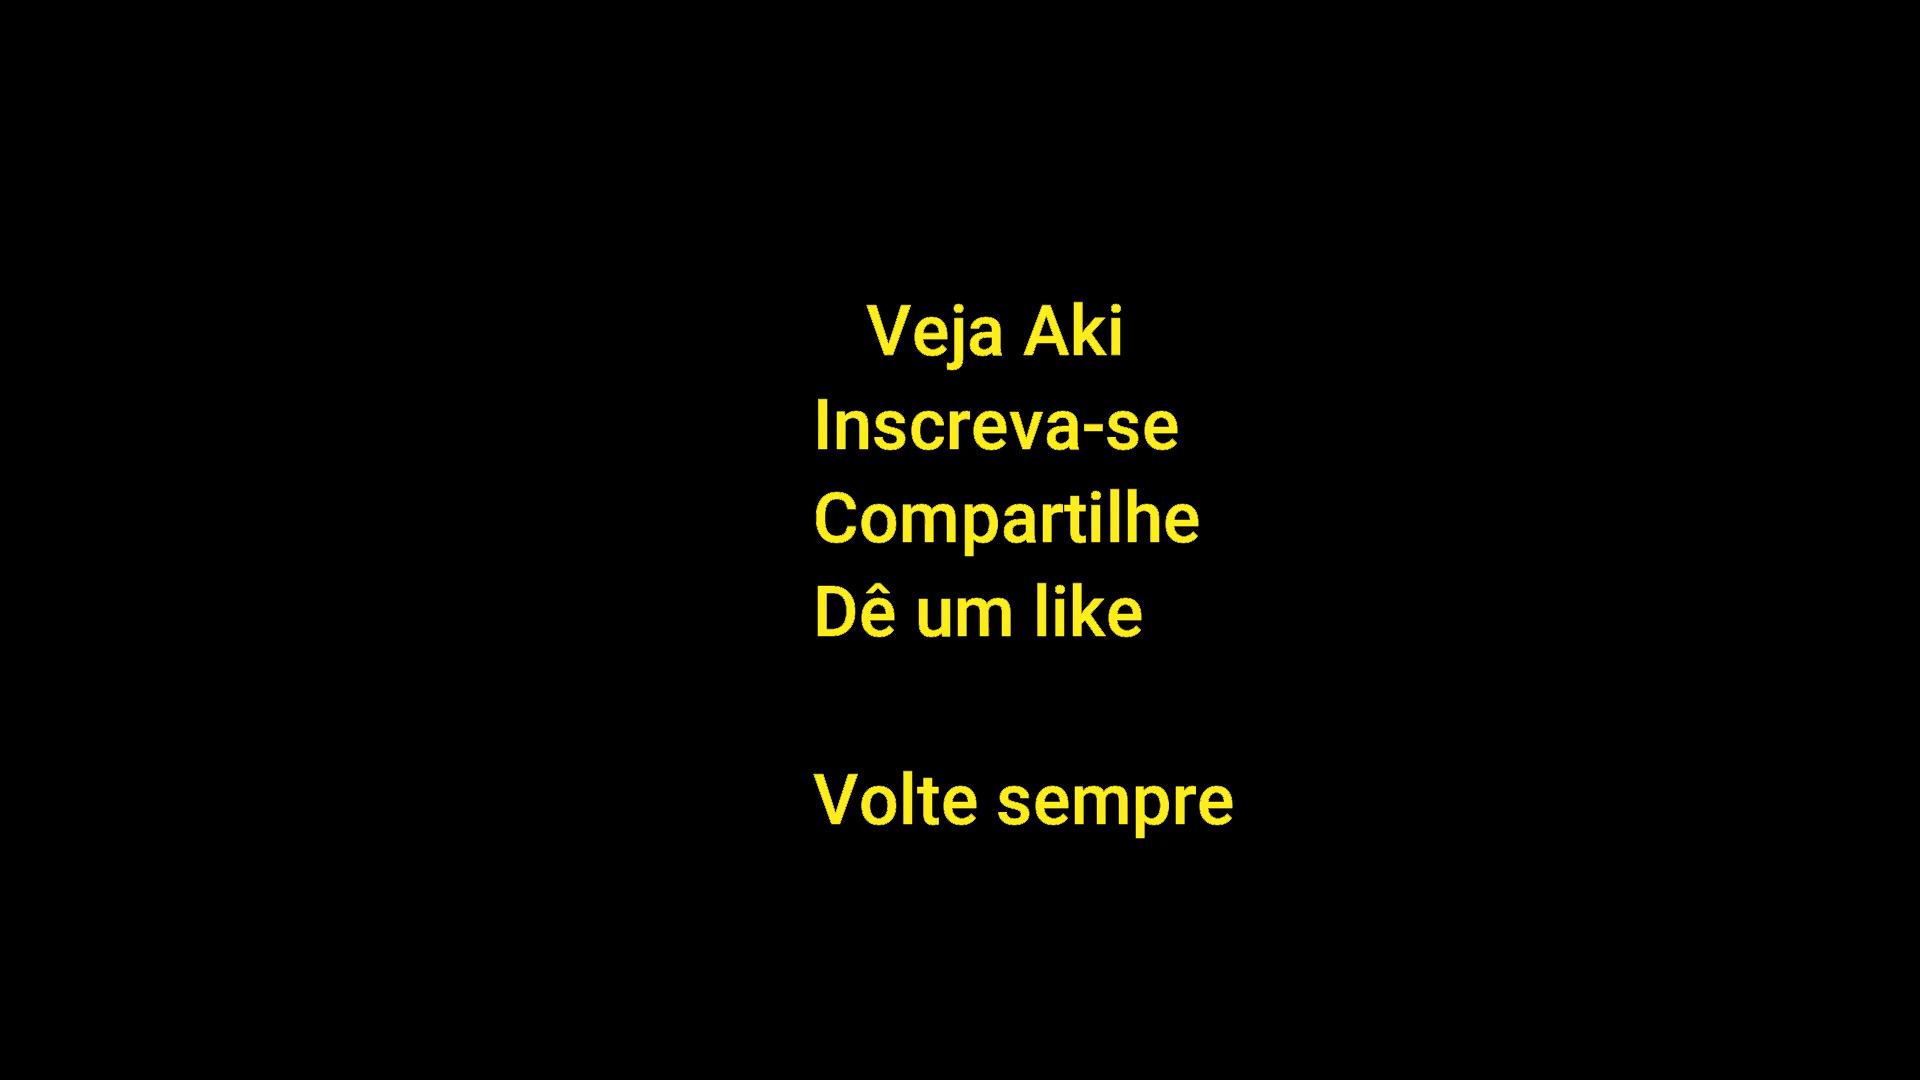 Veja Aki
Inscreva-se
Compartilhe
Dê um like
Volte sempre